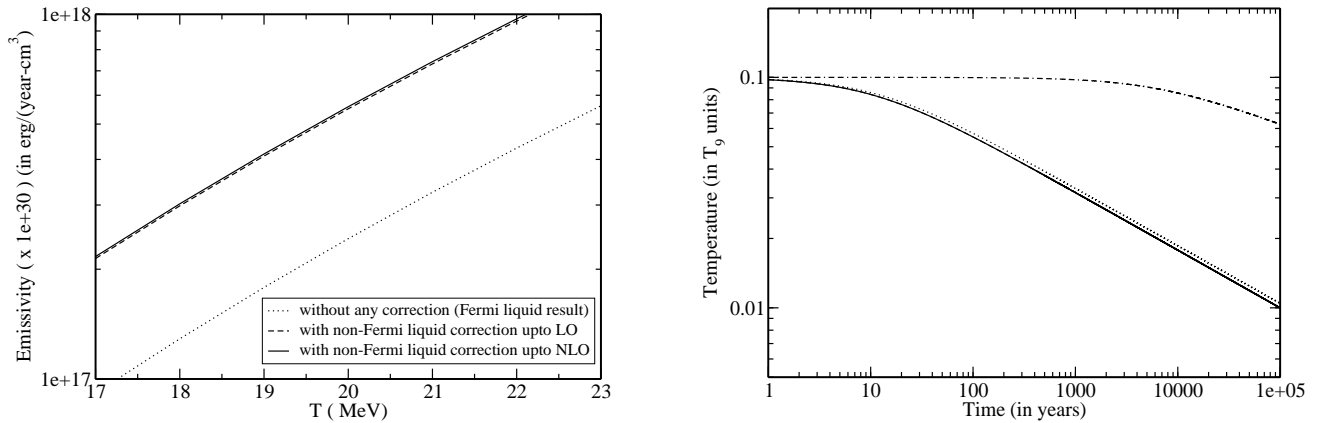 1e+18
1e+17
Emissivity ( x 1e+30 ) (in erg/(year-cm³)
17 18 19 20 21 22 23
T ( MeV)
without any correction (Fermi liquid result)
with non-Fermi liquid correction upto LO
with non-Fermi liquid correction upto NLO
0.1
0.01
Temperature (in T₉ units)
1 10 100 1000 10000 1e+05
Time (in years)